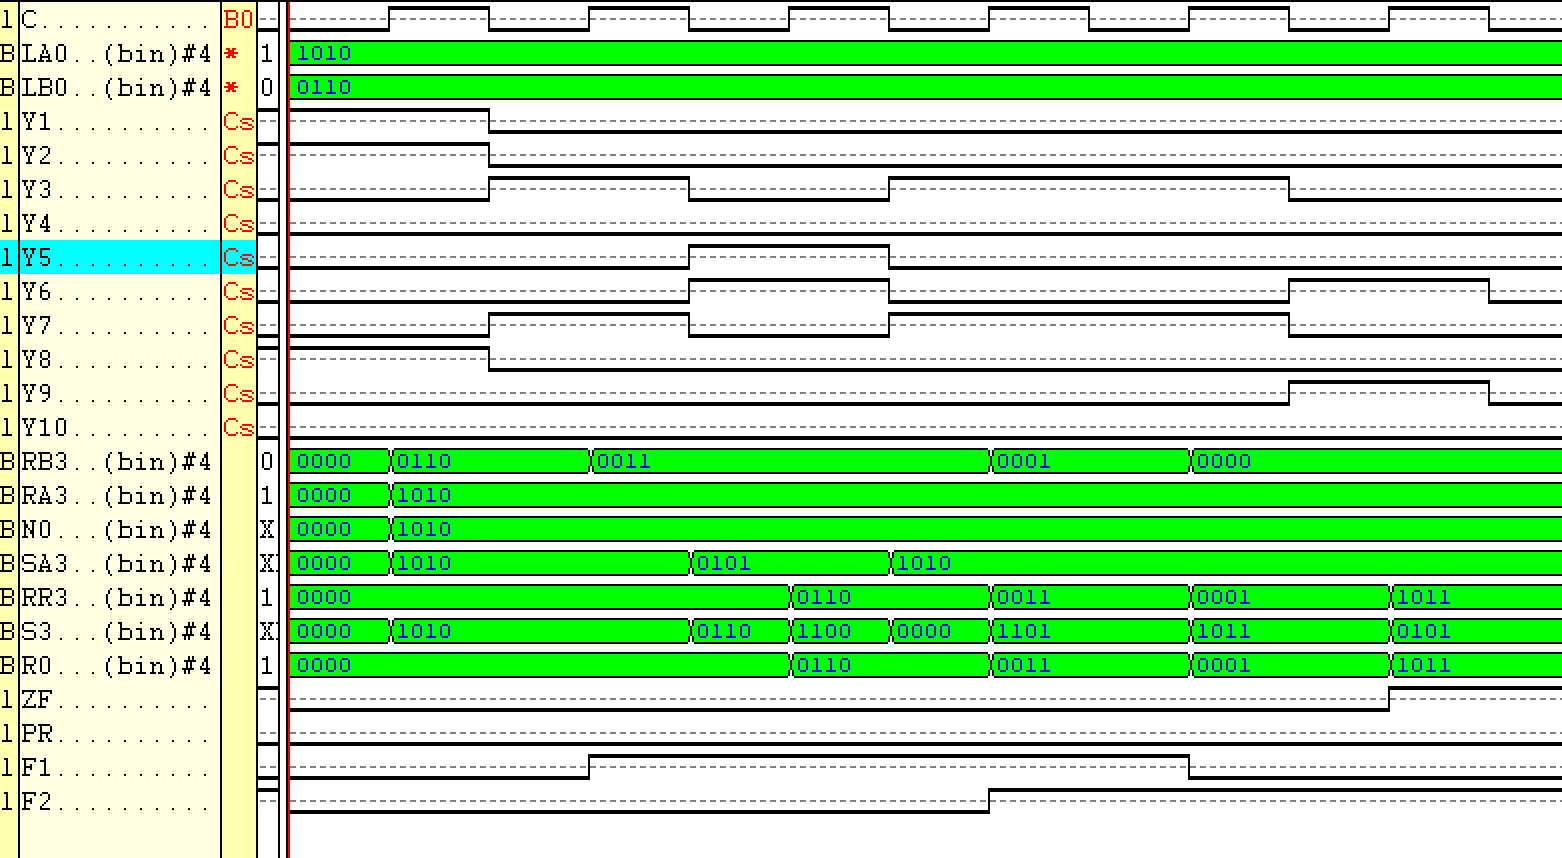 1 C.......... B0
B LA0..(bin)#4 * 1 1010
B LB0..(bin)#4 * 0 0110
1 Y1......... Cs
1 Y2......... Cs
1 Y3......... Cs
1 Y4......... Cs
1 Y5......... Cs
1 Y6......... Cs
1 Y7......... Cs
1 Y8......... Cs
1 Y9......... Cs
1 Y10........ Cs
B RB3..(bin)#4 0 0000 0110 0011 0001 0000
B RA3..(bin)#4 1 0000 1010
B N0..(bin)#4 X 0000 1010
B SA3..(bin)#4 X 0000 1010 0101 1010
B RR3..(bin)#4 1 0000 0110 0011 0001 1011
B S3..(bin)#4 X 0000 1010 0110 1100 0000 1101 1011 0101
B R0..(bin)#4 1 0000 0110 0011 0001 1011
1 ZF.........
1 PR.........
1 F1.........
1 F2.........